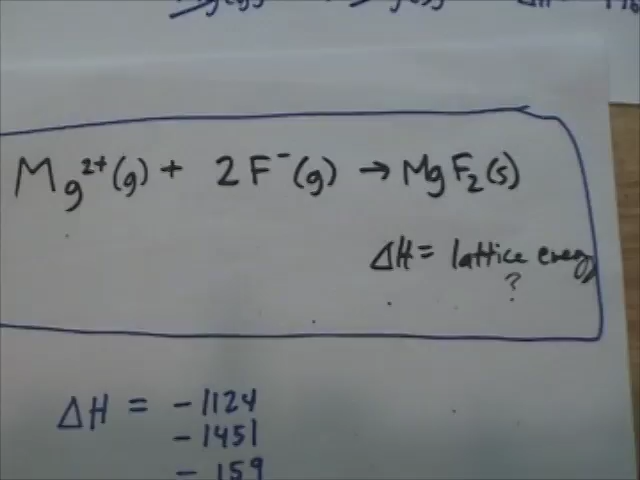 Mg²⁺(g) + 2F⁻(g) → MgF₂(s)
ΔH = lattice energy
?
ΔH = -1124
-1451
-159